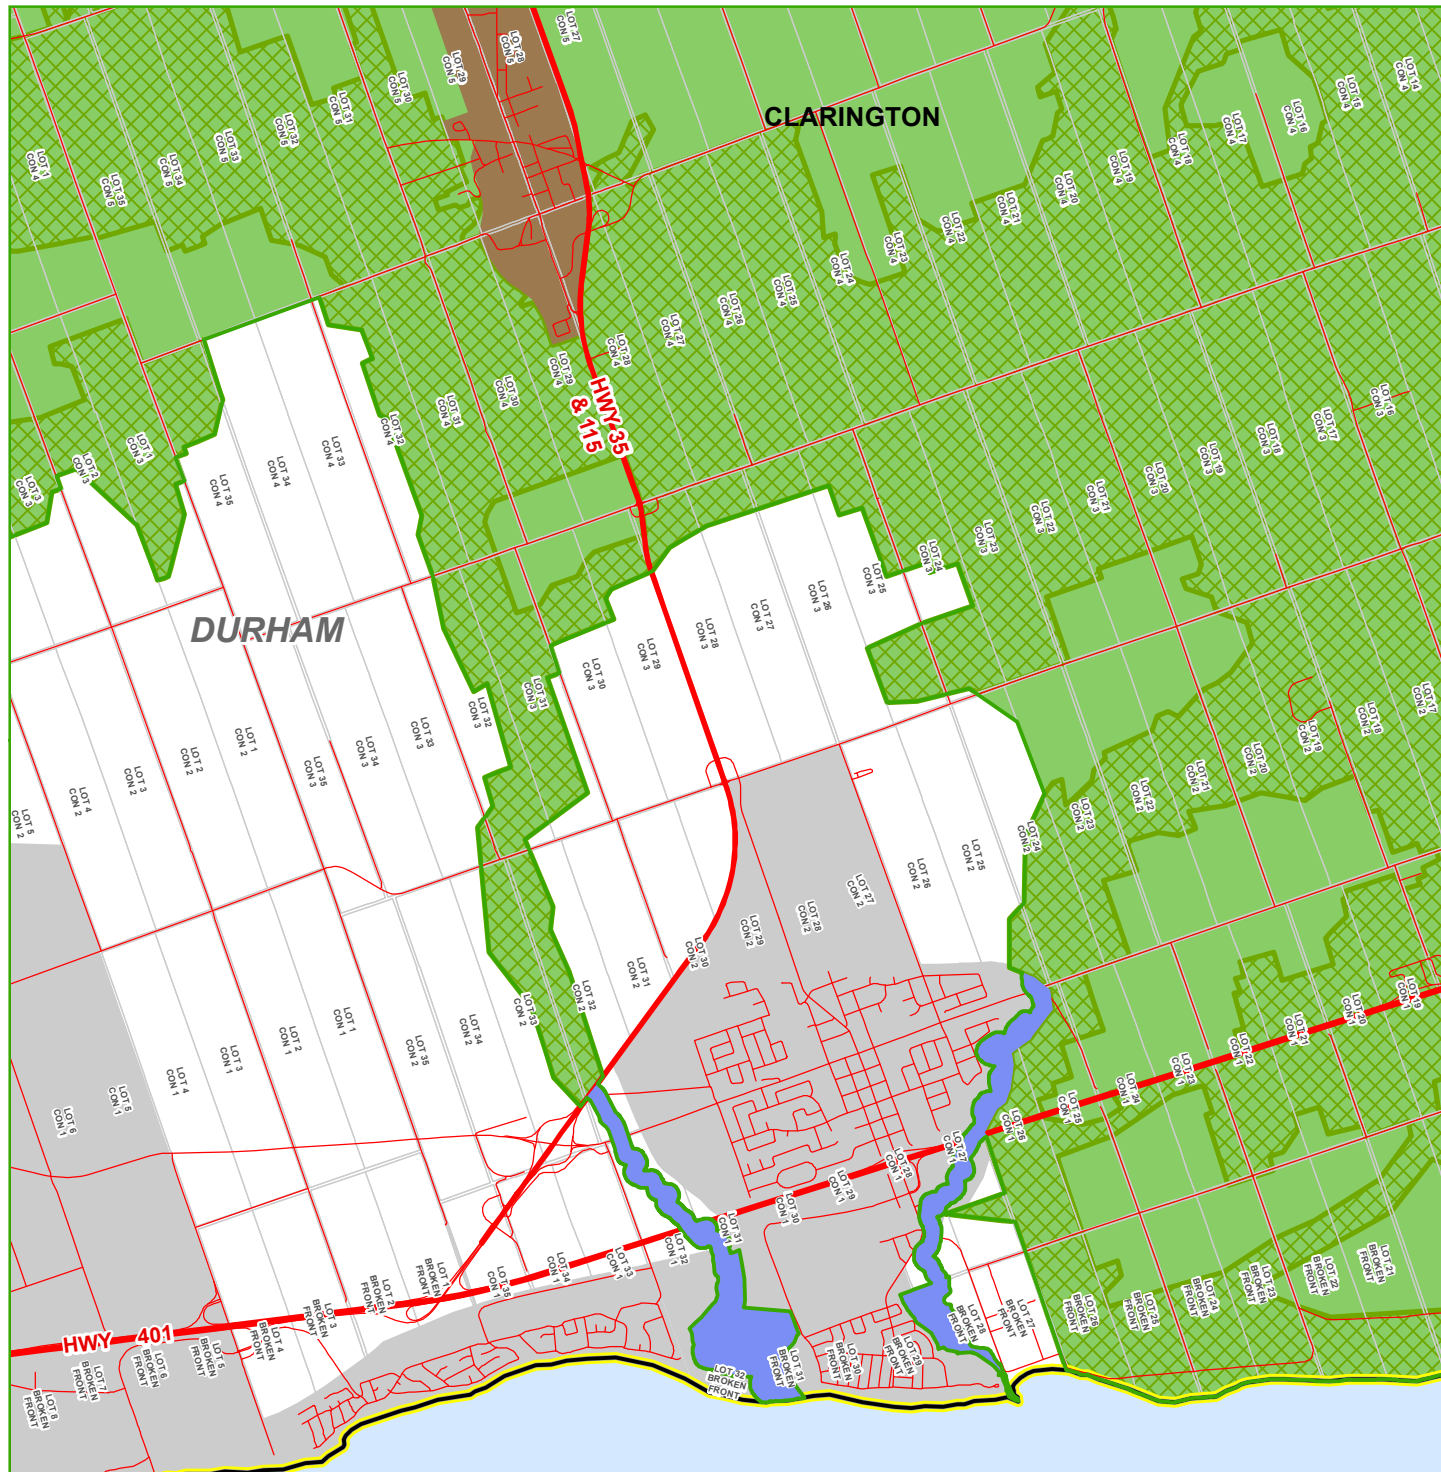 CLARINGTON
DURHAM
HWY 35
& 115
HWY 401
LOT 27
CON 5
LOT 28
CON 5
LOT 29
CON 5
LOT 30
CON 5
LOT 31
CON 5
LOT 32
CON 5
LOT 33
CON 5
LOT 34
CON 5
LOT 35
CON 5
LOT 1
CON 4
LOT 14
CON 4
LOT 15
CON 4
LOT 16
CON 4
LOT 17
CON 4
LOT 18
CON 4
LOT 19
CON 4
LOT 20
CON 4
LOT 21
CON 4
LOT 22
CON 4
LOT 23
CON 4
LOT 24
CON 4
LOT 25
CON 4
LOT 26
CON 4
LOT 27
CON 4
LOT 28
CON 4
LOT 29
CON 4
LOT 30
CON 4
LOT 31
CON 4
LOT 32
CON 4
LOT 33
CON 4
LOT 34
CON 4
LOT 35
CON 4
LOT 1
CON 3
LOT 2
CON 3
LOT 3
CON 3
LOT 16
CON 3
LOT 17
CON 3
LOT 18
CON 3
LOT 19
CON 3
LOT 20
CON 3
LOT 21
CON 3
LOT 22
CON 3
LOT 23
CON 3
LOT 24
CON 3
LOT 25
CON 3
LOT 26
CON 3
LOT 27
CON 3
LOT 28
CON 3
LOT 29
CON 3
LOT 30
CON 3
LOT 31
CON 3
LOT 32
CON 3
LOT 33
CON 3
LOT 34
CON 3
LOT 35
CON 3
LOT 1
CON 2
LOT 2
CON 2
LOT 3
CON 2
LOT 4
CON 2
LOT 5
CON 2
LOT 17
CON 2
LOT 18
CON 2
LOT 19
CON 2
LOT 20
CON 2
LOT 21
CON 2
LOT 22
CON 2
LOT 23
CON 2
LOT 24
CON 2
LOT 25
CON 2
LOT 26
CON 2
LOT 27
CON 2
LOT 28
CON 2
LOT 29
CON 2
LOT 30
CON 2
LOT 31
CON 2
LOT 32
CON 2
LOT 33
CON 2
LOT 34
CON 2
LOT 35
CON 2
LOT 1
CON 1
LOT 2
CON 1
LOT 3
CON 1
LOT 4
CON 1
LOT 5
CON 1
LOT 6
CON 1
LOT 19
CON 1
LOT 20
CON 1
LOT 21
CON 1
LOT 22
CON 1
LOT 23
CON 1
LOT 24
CON 1
LOT 25
CON 1
LOT 26
CON 1
LOT 27
CON 1
LOT 28
CON 1
LOT 29
CON 1
LOT 30
CON 1
LOT 31
CON 1
LOT 32
CON 1
LOT 33
CON 1
LOT 34
CON 1
LOT 35
CON 1
LOT 1
BROKEN
FRONT
LOT 2
BROKEN
FRONT
LOT 3
BROKEN
FRONT
LOT 4
BROKEN
FRONT
LOT 5
BROKEN
FRONT
LOT 6
BROKEN
FRONT
LOT 7
BROKEN
FRONT
LOT 8
BROKEN
FRONT
LOT 32
BROKEN
FRONT
LOT 31
BROKEN
FRONT
LOT 30
BROKEN
FRONT
LOT 29
BROKEN
FRONT
LOT 28
BROKEN
FRONT
LOT 27
BROKEN
FRONT
LOT 26
BROKEN
FRONT
LOT 25
BROKEN
FRONT
LOT 24
BROKEN
FRONT
LOT 23
BROKEN
FRONT
LOT 22
BROKEN
FRONT
LOT 21
BROKEN
FRONT